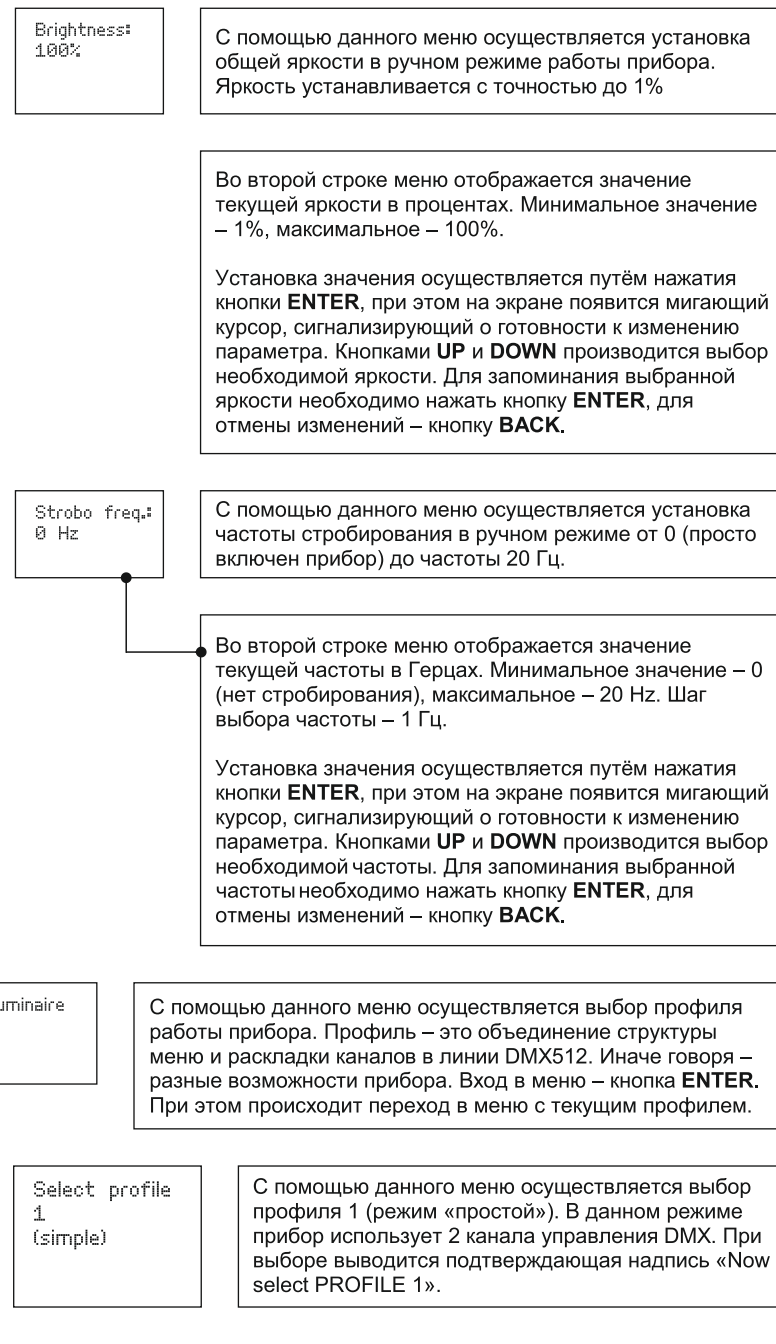 Brightness:
100%
С помощью данного меню осуществляется установка
общей яркости в ручном режиме работы прибора.
Яркость устанавливается с точностью до 1%
Во второй строке меню отображается значение
текущей яркости в процентах. Минимальное значение
– 1%, максимальное – 100%.
Установка значения осуществляется путём нажатия
кнопки ENTER, при этом на экране появится мигающий
курсор, сигнализирующий о готовности к изменению
параметра. Кнопками UP и DOWN производится выбор
необходимой яркости. Для запоминания выбранной
яркости необходимо нажать кнопку ENTER, для
отмены изменений – кнопку BACK.
Strobo freq.:
0 Hz
С помощью данного меню осуществляется установка
частоты стробирования в ручном режиме от 0 (просто
включен прибор) до частоты 20 Гц.
Во второй строке меню отображается значение
текущей частоты в Герцах. Минимальное значение – 0
(нет стробирования), максимальное – 20 Hz. Шаг
выбора частоты – 1 Гц.
Установка значения осуществляется путём нажатия
кнопки ENTER, при этом на экране появится мигающий
курсор, сигнализирующий о готовности к изменению
параметра. Кнопками UP и DOWN производится выбор
необходимой частоты. Для запоминания выбранной
частоты необходимо нажать кнопку ENTER, для
отмены изменений – кнопку BACK.
uminaire
С помощью данного меню осуществляется выбор профиля
работы прибора. Профиль – это объединение структуры
меню и раскладки каналов в линии DMX512. Иначе говоря –
разные возможности прибора. Вход в меню – кнопка ENTER.
При этом происходит переход в меню с текущим профилем.
Select profile
1
(simple)
С помощью данного меню осуществляется выбор
профиля 1 (режим «простой»). В данном режиме
прибор использует 2 канала управления DMX. При
выборе выводится подтверждающая надпись «Now
select PROFILE 1».